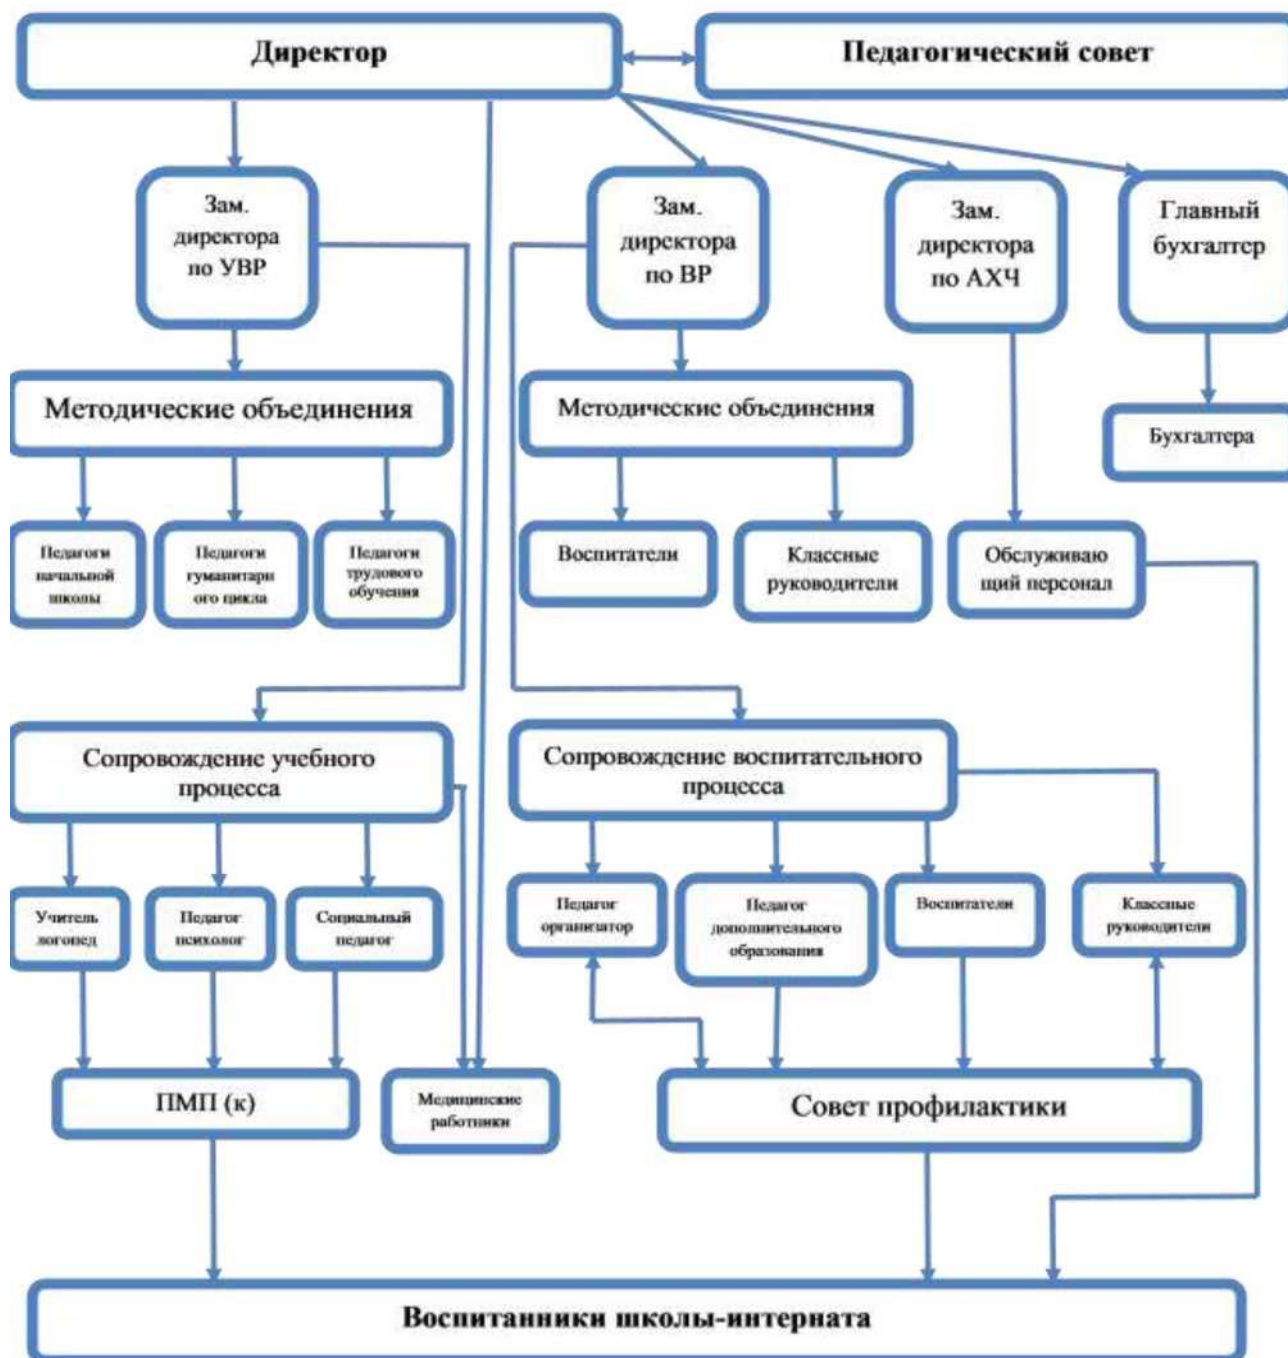 Директор
Педагогический совет
Зам.
директора
по УВР
Зам.
директора
по ВР
Зам.
директора
по АХЧ
Главный
бухгалтер
Методические объединения
Методические объединения
Бухгалтера
Педагоги
начальной
школы
Педагоги
гуманитарн
ого цикла
Педагоги
трудового
обучения
Воспитатели
Классные
руководители
Обслуживаю
щий персонал
Сопровождение учебного
процесса
Сопровождение воспитательного
процесса
Учитель
логопед
Педагог
психолог
Социальный
педагог
Педагог
организатор
Педагог
дополнительного
образования
Воспитатели
Классные
руководители
ПМП (к)
Медицинские
работники
Совет профилактики
Воспитанники школы-интерната